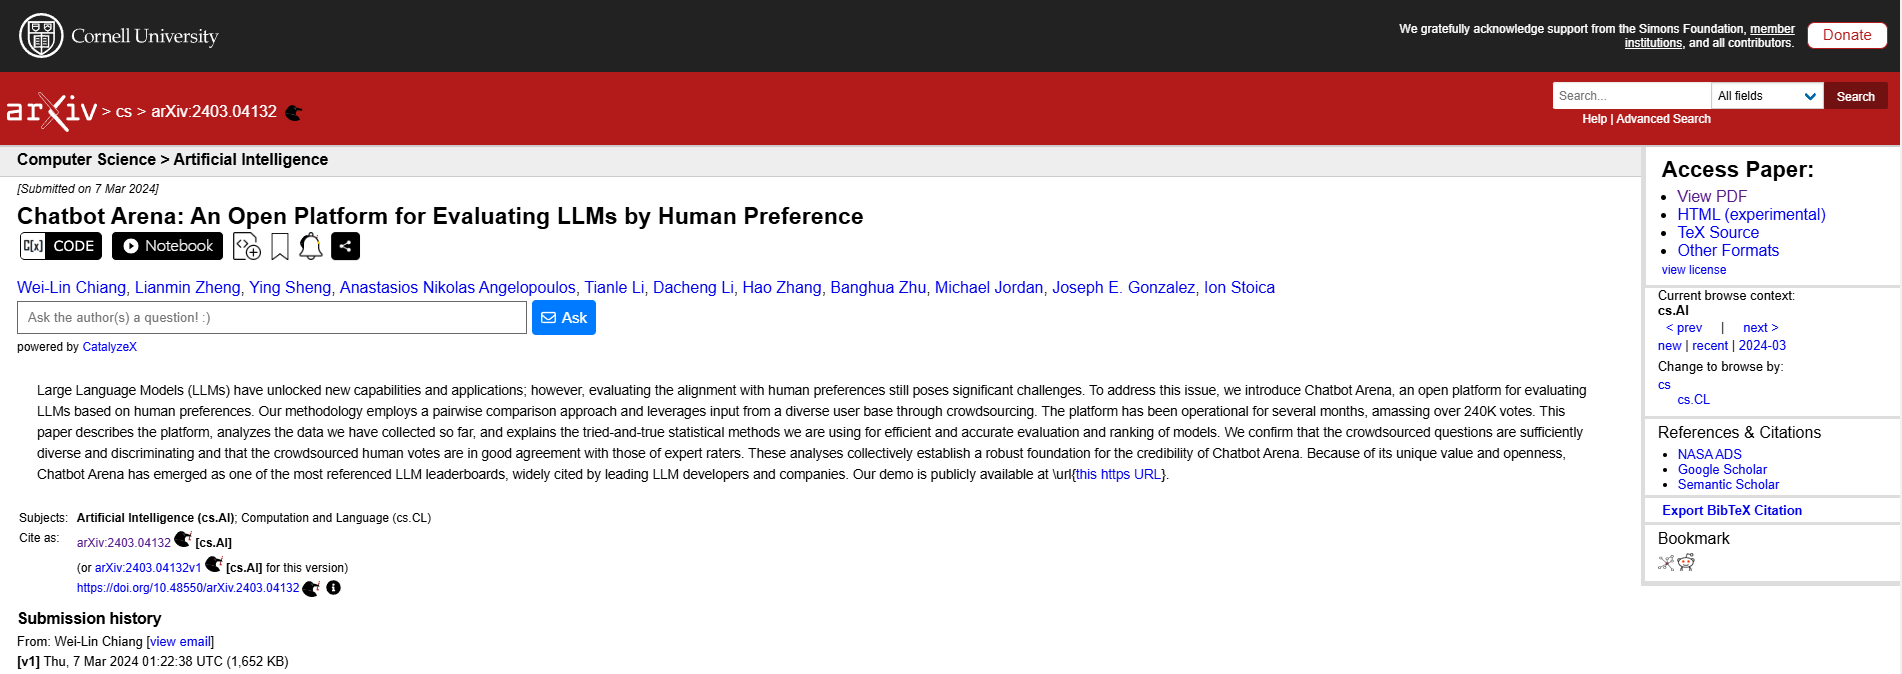 Cornell University
We gratefully acknowledge support from the Simons Foundation, member
institutions, and all contributors.
Donate
arXiv > cs > arXiv:2403.04132
Search...
All fields
Search
Help | Advanced Search
Computer Science > Artificial Intelligence
[Submitted on 7 Mar 2024]
Chatbot Arena: An Open Platform for Evaluating LLMs by Human Preference
C[x] CODE
Notebook
Wei-Lin Chiang, Lianmin Zheng, Ying Sheng, Anastasios Nikolas Angelopoulos, Tianle Li, Dacheng Li, Hao Zhang, Banghua Zhu, Michael Jordan, Joseph E. Gonzalez, Ion Stoica
Ask the author(s) a question! :)
Ask
powered by CatalyzeX
Large Language Models (LLMs) have unlocked new capabilities and applications; however, evaluating the alignment with human preferences still poses significant challenges. To address this issue, we introduce Chatbot Arena, an open platform for evaluating
LLMs based on human preferences. Our methodology employs a pairwise comparison approach and leverages input from a diverse user base through crowdsourcing. The platform has been operational for several months, amassing over 240K votes. This
paper describes the platform, analyzes the data we have collected so far, and explains the tried-and-true statistical methods we are using for efficient and accurate evaluation and ranking of models. We confirm that the crowdsourced questions are sufficiently
diverse and discriminating and that the crowdsourced human votes are in good agreement with those of expert raters. These analyses collectively establish a robust foundation for the credibility of Chatbot Arena. Because of its unique value and openness,
Chatbot Arena has emerged as one of the most referenced LLM leaderboards, widely cited by leading LLM developers and companies. Our demo is publicly available at \url{this https URL}.
Subjects: Artificial Intelligence (cs.AI); Computation and Language (cs.CL)
Cite as: arXiv:2403.04132 [cs.AI]
(or arXiv:2403.04132v1 [cs.AI] for this version)
https://doi.org/10.48550/arXiv.2403.04132
Submission history
From: Wei-Lin Chiang [view email]
[v1] Thu, 7 Mar 2024 01:22:38 UTC (1,652 KB)
Access Paper:
View PDF
HTML (experimental)
TeX Source
Other Formats
view license
Current browse context:
cs.AI
< prev | next >
new | recent | 2024-03
Change to browse by:
cs
cs.CL
References & Citations
NASA ADS
Google Scholar
Semantic Scholar
Export BibTeX Citation
Bookmark